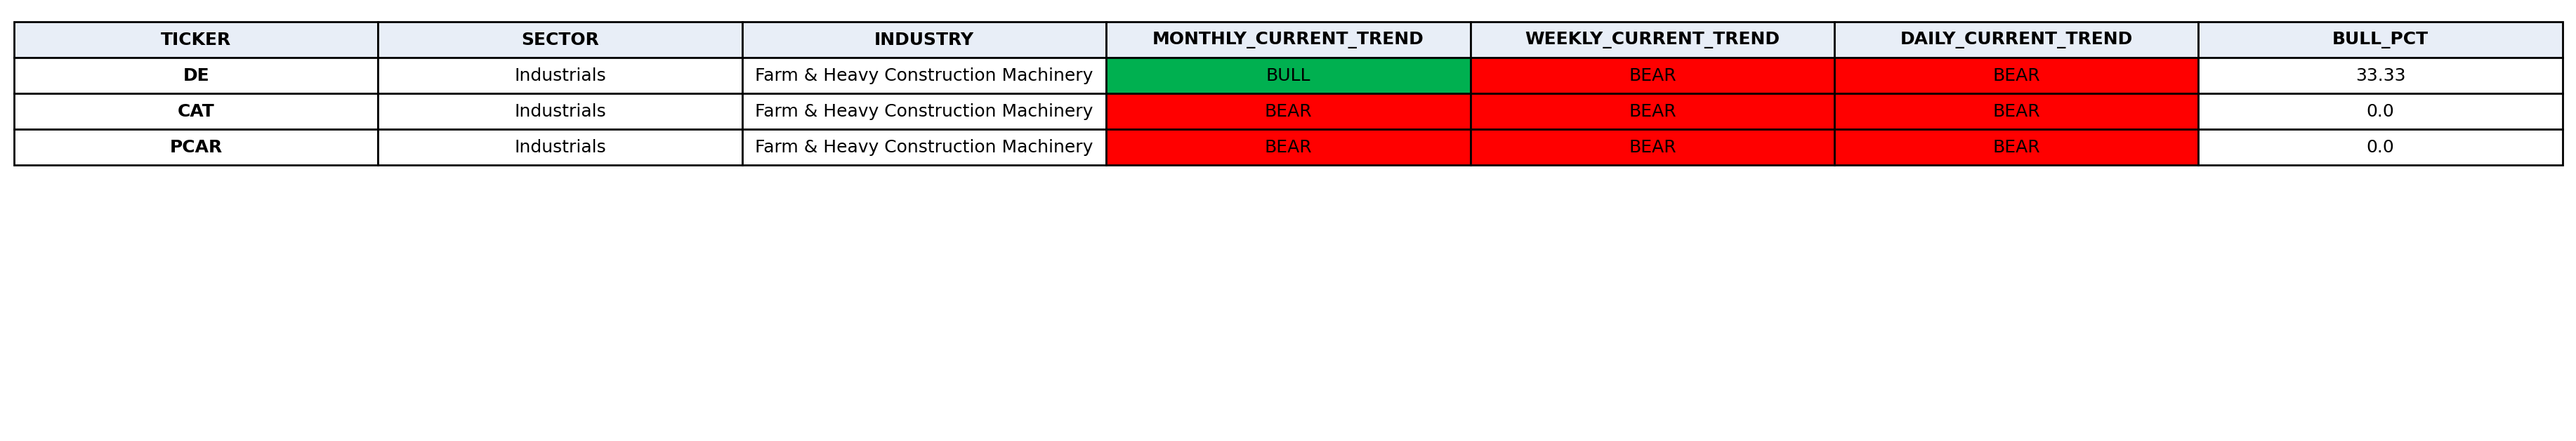 TICKER SECTOR INDUSTRY MONTHLY_CURRENT_TREND WEEKLY_CURRENT_TREND DAILY_CURRENT_TREND BULL_PCT
DE Industrials Farm & Heavy Construction Machinery BULL BEAR BEAR 33.33
CAT Industrials Farm & Heavy Construction Machinery BEAR BEAR BEAR 0.0
PCAR Industrials Farm & Heavy Construction Machinery BEAR BEAR BEAR 0.0